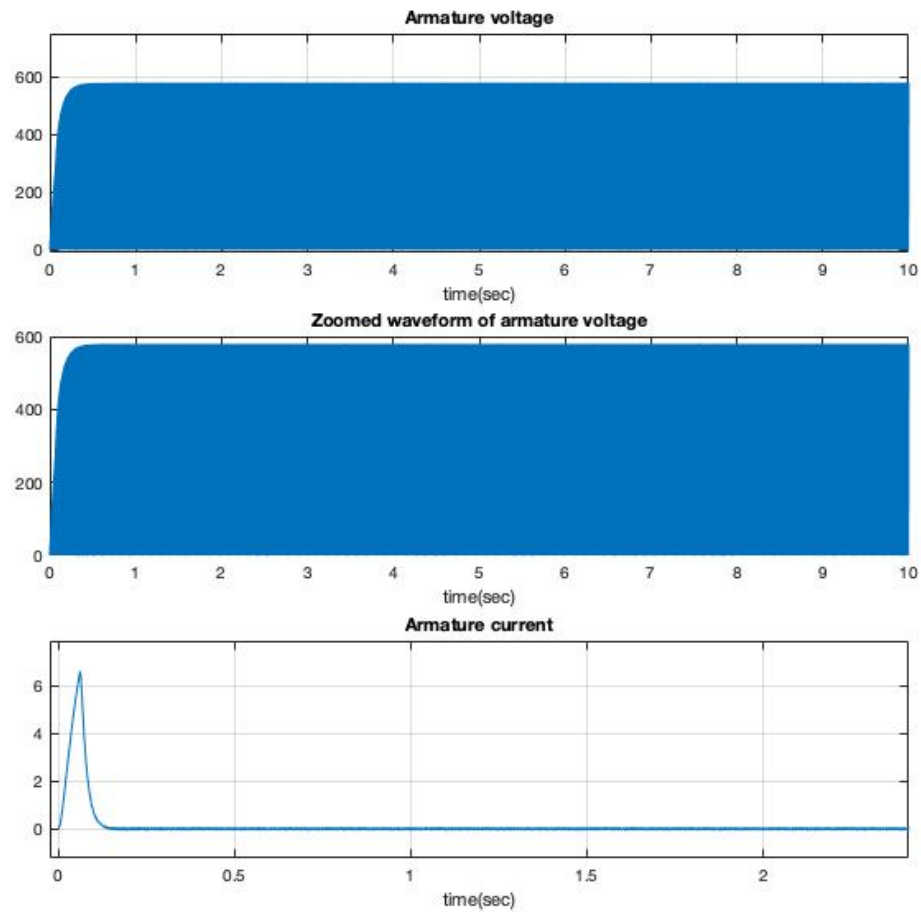 Armature voltage
600
400
200
0
0 1 2 3 4 5 6 7 8 9 10
time(sec)
Zoomed waveform of armature voltage
600
400
200
0
0 1 2 3 4 5 6 7 8 9 10
time(sec)
Armature current
6
4
2
0
0 0.5 1 1.5 2
time(sec)